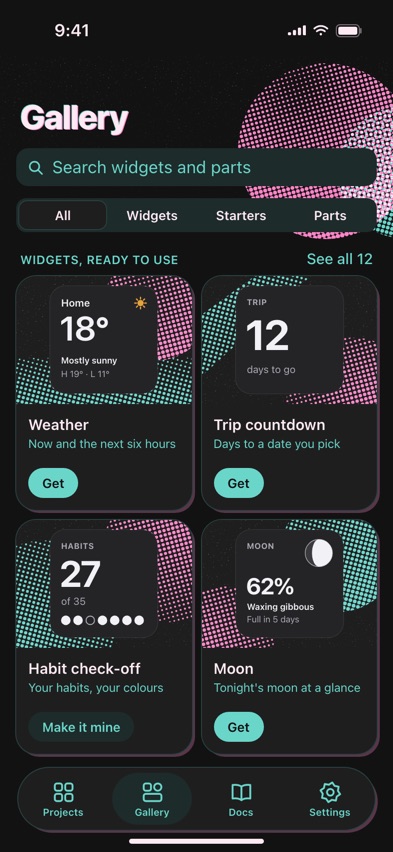 9:41
Gallery
Search widgets and parts
All
Widgets
Starters
Parts
WIDGETS, READY TO USE
See all 12
Home
18°
Mostly sunny
H 19° · L 11°
Weather
Now and the next six hours
Get
TRIP
12
days to go
Trip countdown
Days to a date you pick
Get
HABITS
27
of 35
Habit check-off
Your habits, your colours
Make it mine
MOON
62%
Waxing gibbous
Full in 5 days
Moon
Tonight's moon at a glance
Get
Projects
Gallery
Docs
Settings